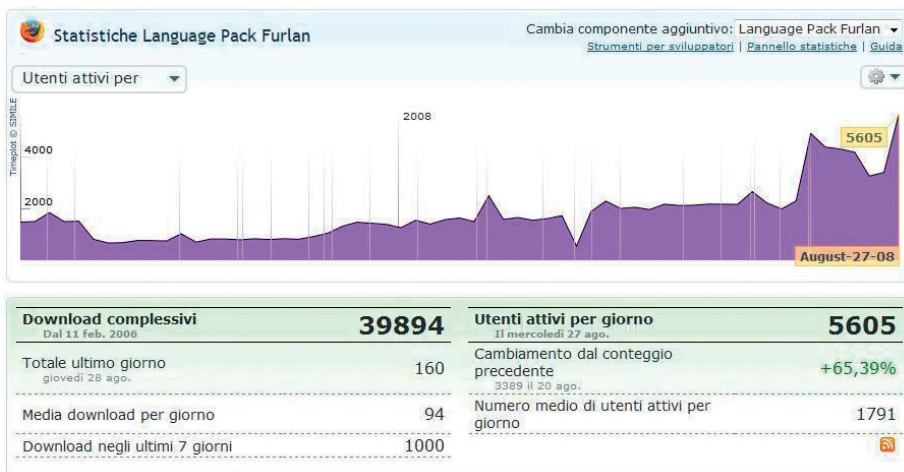 Statistiche Language Pack Furlan
Cambia componente aggiuntivo: Language Pack Furlan
Strumenti per sviluppatori | Pannello statistiche | Guida
Utenti attivi per
Timeplot © SIMILE
2008
5605
4000
2000
August-27-08
Download complessivi 39894
Dal 11 feb. 2006
Totale ultimo giorno 160
giovedì 28 ago.
Media download per giorno 94
Download negli ultimi 7 giorni 1000
Utenti attivi per giorno 5605
Il mercoledì 27 ago.
Cambiamento dal conteggio
precedente +65,39%
3389 il 20 ago.
Numero medio di utenti attivi per
giorno 1791